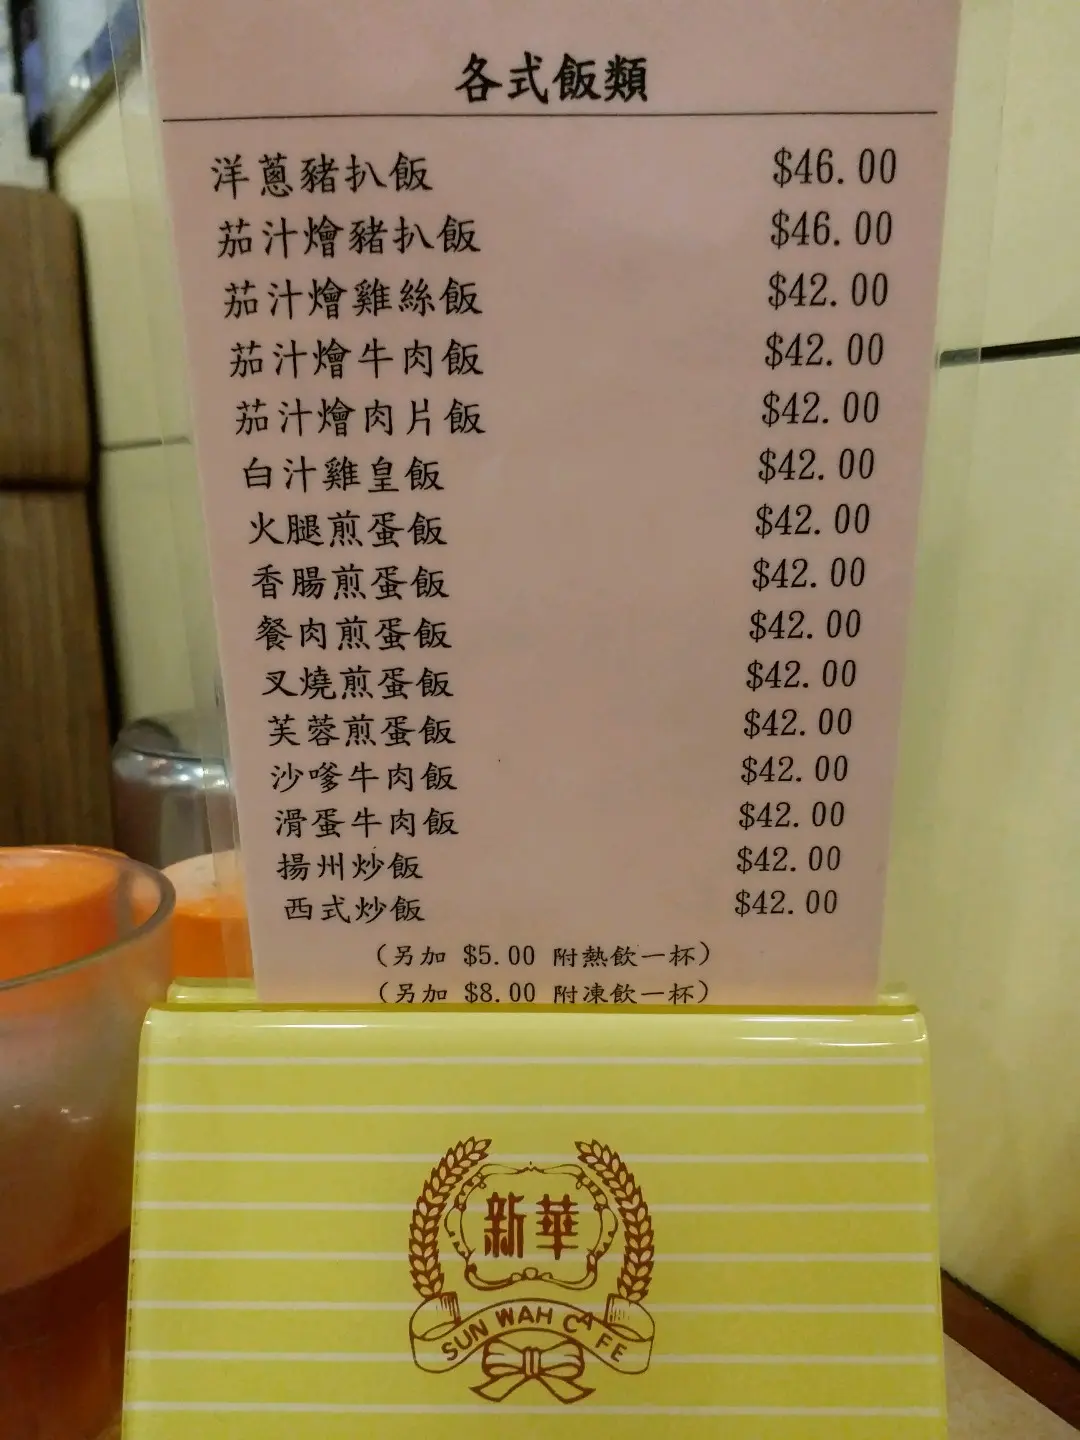 各式飯類
洋蔥豬扒飯 $46.00
茄汁燴豬扒飯 $46.00
茄汁燴雞絲飯 $42.00
茄汁燴牛肉飯 $42.00
茄汁燴肉片飯 $42.00
白汁雞皇飯 $42.00
火腿煎蛋飯 $42.00
香腸煎蛋飯 $42.00
餐肉煎蛋飯 $42.00
叉燒煎蛋飯 $42.00
芙蓉煎蛋飯 $42.00
沙嗲牛肉飯 $42.00
滑蛋牛肉飯 $42.00
揚州炒飯 $42.00
西式炒飯 $42.00
(另加 $5.00 附熱飲一杯)
(另加 $8.00 附凍飲一杯)
新華
SUN WAH CAFE